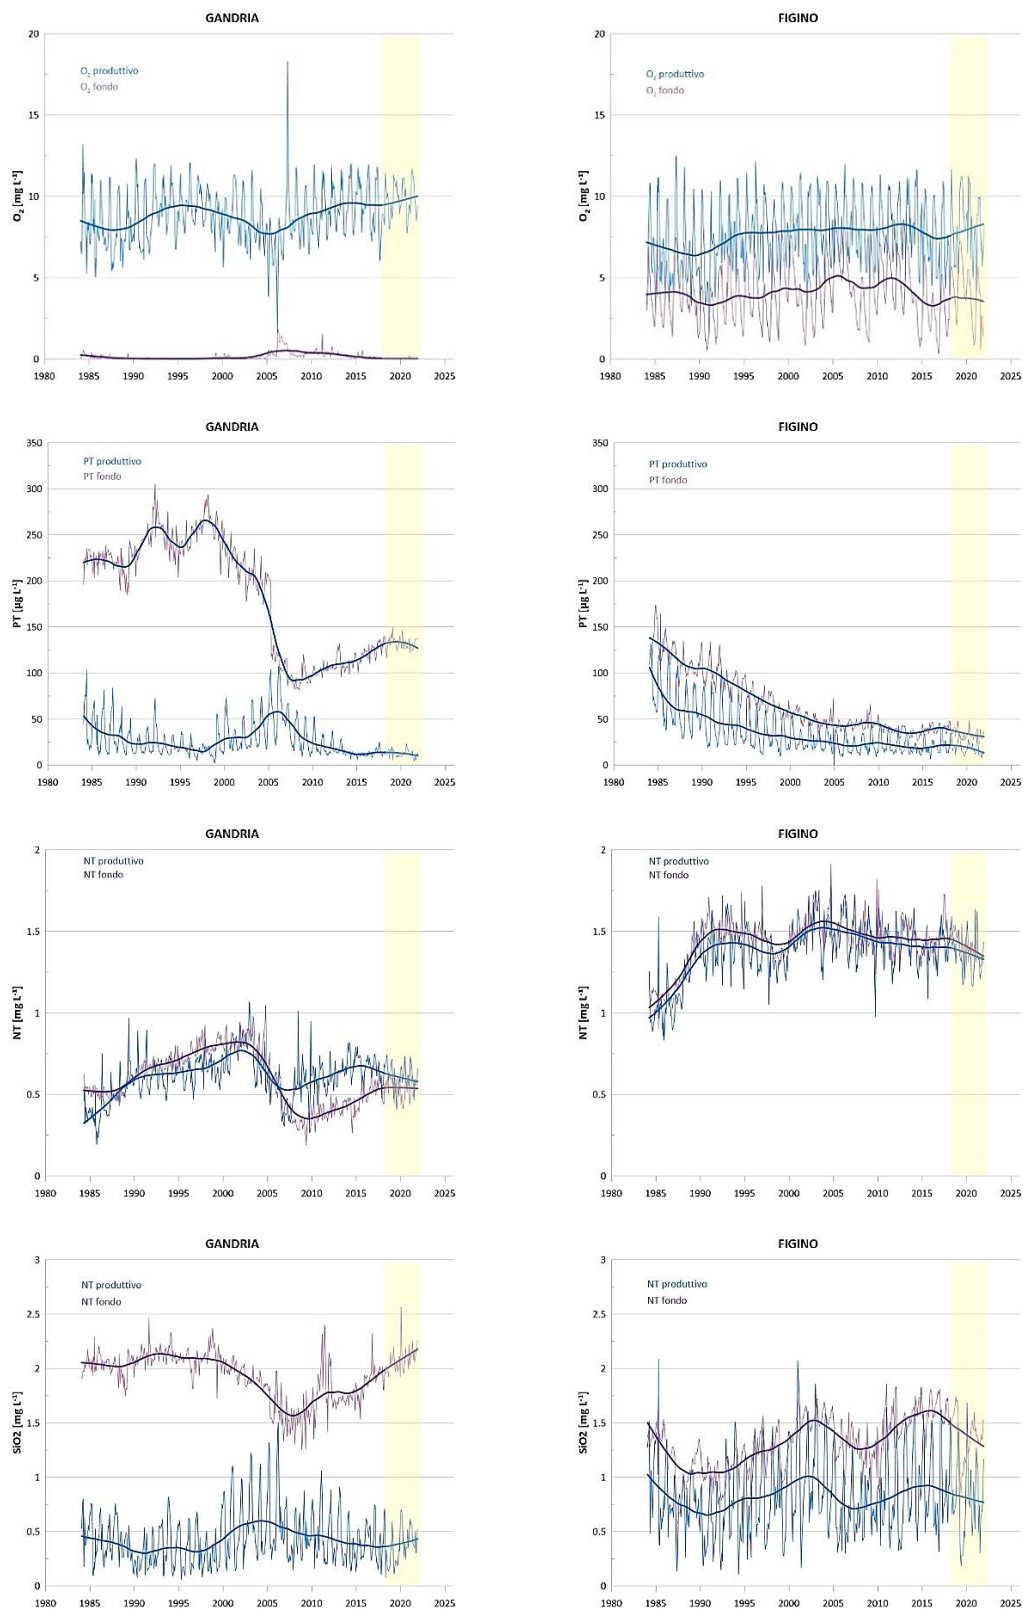 GANDRIA
O₂ [mg L⁻¹]
20
15
10
5
0
O₂ produttivo
O₂ fondo
1980 1985 1990 1995 2000 2005 2010 2015 2020 2025
FIGINO
O₂ [mg L⁻¹]
20
15
10
5
0
O₂ produttivo
O₂ fondo
1980 1985 1990 1995 2000 2005 2010 2015 2020 2025
GANDRIA
PT [µg L⁻¹]
350
300
250
200
150
100
50
0
PT produttivo
PT fondo
1980 1985 1990 1995 2000 2005 2010 2015 2020 2025
FIGINO
PT [µg L⁻¹]
350
300
250
200
150
100
50
0
PT produttivo
PT fondo
1980 1985 1990 1995 2000 2005 2010 2015 2020 2025
GANDRIA
NT [mg L⁻¹]
2
1.5
1
0.5
0
NT produttivo
NT fondo
1980 1985 1990 1995 2000 2005 2010 2015 2020 2025
FIGINO
NT [mg L⁻¹]
2
1.5
1
0.5
0
NT produttivo
NT fondo
1980 1985 1990 1995 2000 2005 2010 2015 2020 2025
GANDRIA
SiO2 [mg L⁻¹]
3
2.5
2
1.5
1
0.5
0
NT produttivo
NT fondo
1980 1985 1990 1995 2000 2005 2010 2015 2020 2025
FIGINO
SiO2 [mg L⁻¹]
3
2.5
2
1.5
1
0.5
0
NT produttivo
NT fondo
1980 1985 1990 1995 2000 2005 2010 2015 2020 2025